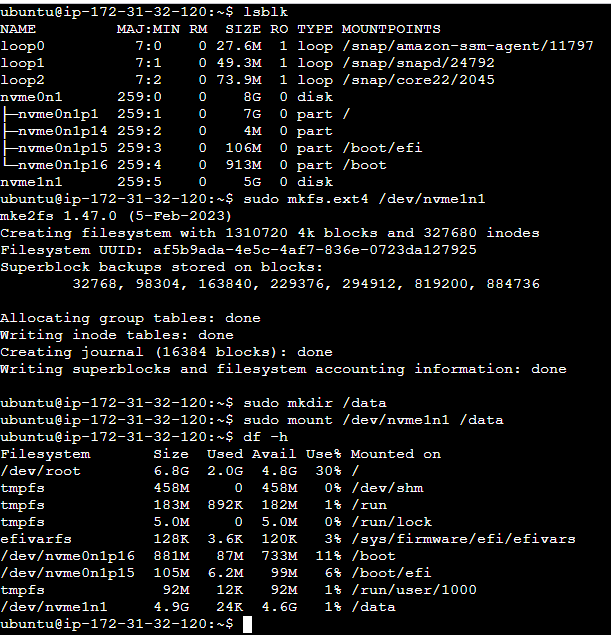 ubuntu@ip-172-31-32-120:~$ lsblk
NAME         MAJ:MIN RM  SIZE RO TYPE MOUNTPOINTS
loop0          7:0    0 27.6M  1 loop /snap/amazon-ssm-agent/11797
loop1          7:1    0 49.3M  1 loop /snap/snapd/24792
loop2          7:2    0 73.9M  1 loop /snap/core22/2045
nvme0n1      259:0    0    8G  0 disk
├─nvme0n1p1  259:1    0    7G  0 part /
├─nvme0n1p14 259:2    0    4M  0 part
├─nvme0n1p15 259:3    0  106M  0 part /boot/efi
└─nvme0n1p16 259:4    0  913M  0 part /boot
nvme1n1      259:5    0    5G  0 disk
ubuntu@ip-172-31-32-120:~$ sudo mkfs.ext4 /dev/nvme1n1
mke2fs 1.47.0 (5-Feb-2023)
Creating filesystem with 1310720 4k blocks and 327680 inodes
Filesystem UUID: af5b9ada-4e5c-4af7-836e-0723da127925
Superblock backups stored on blocks:
        32768, 98304, 163840, 229376, 294912, 819200, 884736

Allocating group tables: done
Writing inode tables: done
Creating journal (16384 blocks): done
Writing superblocks and filesystem accounting information: done

ubuntu@ip-172-31-32-120:~$ sudo mkdir /data
ubuntu@ip-172-31-32-120:~$ sudo mount /dev/nvme1n1 /data
ubuntu@ip-172-31-32-120:~$ df -h
Filesystem       Size  Used Avail Use% Mounted on
/dev/root        6.8G  2.0G  4.8G  30% /
tmpfs            458M     0  458M   0% /dev/shm
tmpfs            183M  892K  182M   1% /run
tmpfs            5.0M     0  5.0M   0% /run/lock
efivarfs         128K  3.6K  120K   3% /sys/firmware/efi/efivars
/dev/nvme0n1p16  881M   87M  733M  11% /boot
/dev/nvme0n1p15  105M  6.2M   99M   6% /boot/efi
tmpfs             92M   12K   92M   1% /run/user/1000
/dev/nvme1n1     4.9G   24K  4.6G   1% /data
ubuntu@ip-172-31-32-120:~$